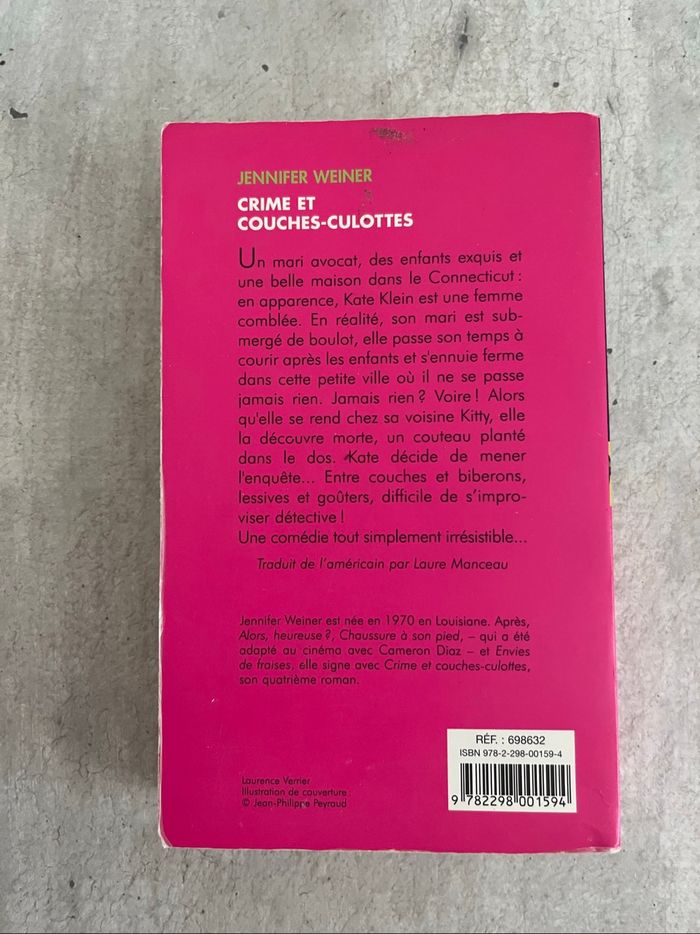 JENNIFER WEINER
CRIME ET
COUCHES-CULOTTES
Un mari avocat, des enfants exquis et
une belle maison dans le Connecticut :
en apparence, Kate Klein est une femme
comblée. En réalité, son mari est sub-
mergé de boulot, elle passe son temps à
courir après les enfants et s'ennuie ferme
dans cette petite ville où il ne se passe
jamais rien. Jamais rien ? Voire ! Alors
qu'elle se rend chez sa voisine Kitty, elle
la découvre morte, un couteau planté
dans le dos. Kate décide de mener
l'enquête... Entre couches et biberons,
lessives et goûters, difficile de s'impro-
viser détective !
Une comédie tout simplement irrésistible...
Traduit de l'américain par Laure Manceau
Jennifer Weiner est née en 1970 en Louisiane. Après,
Alors, heureuse ?, Chaussure à son pied, – qui a été
adapté au cinéma avec Cameron Diaz – et Envies
de fraises, elle signe avec Crime et couches-culottes,
son quatrième roman.
RÉF. : 698632
ISBN 978-2-298-00159-4
9 782298 001594
Laurence Verrier
Illustration de couverture :
© Jean-Philippe Peyraud